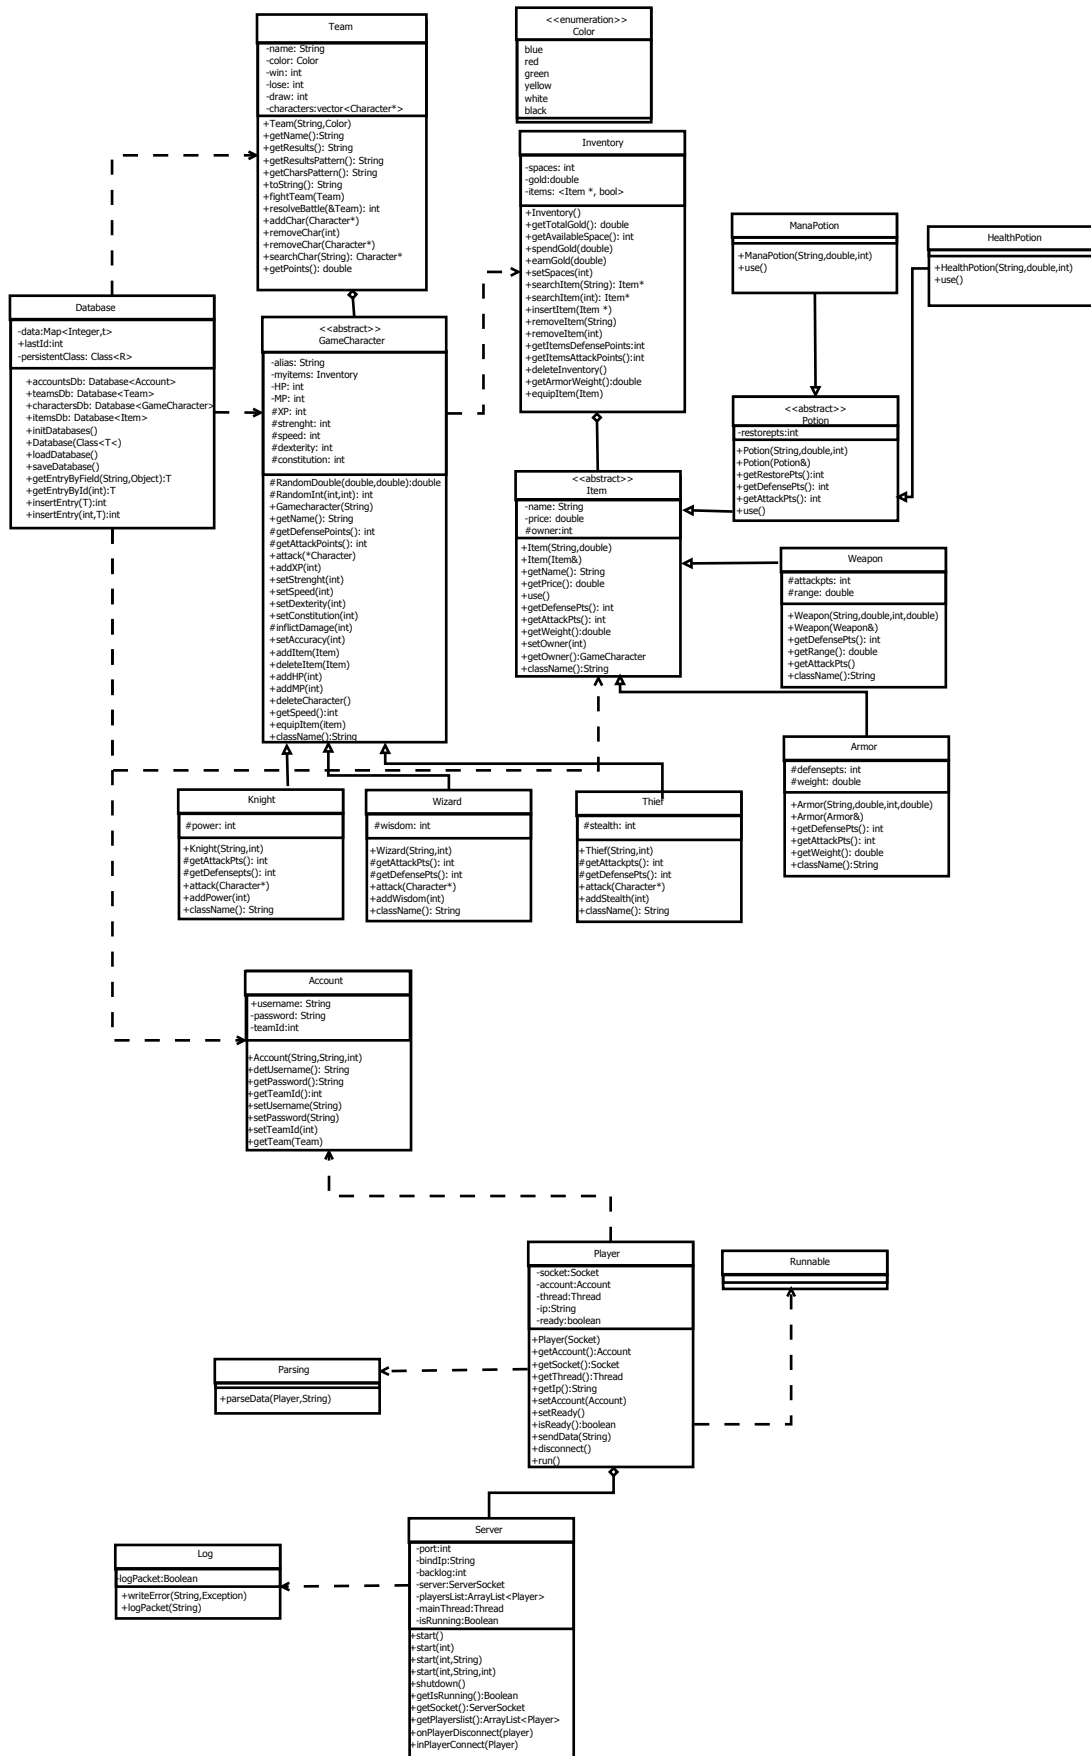 Team
-name: String
-color: Color
-win: int
-lose: int
-draw: int
-characters:vector<Character*>
+Team(String,Color)
+getName():String
+getResults(): String
+getResultsPattern(): String
+getCharsPattern(): String
+toString(): String
+fightTeam(Team)
+resolveBattle(&Team): int
+addChar(Character*)
+removeChar(int)
+removeChar(Character*)
+searchChar(String): Character*
+getPoints(): double
<<enumeration>>
Color
blue
red
green
yellow
white
black
Inventory
-spaces: int
-gold:double
-items: <Item *, bool>
+Inventory()
+getTotalGold(): double
+getAvailableSpace(): int
+spendGold(double)
+earnGold(double)
+setSpaces(int)
+searchItem(String): Item*
+searchItem(int): Item*
+insertItem(Item *)
+removeItem(String)
+removeItem(int)
+getItemsDefensePoints:int
+getItemsAttackPoints():int
+deleteInventory()
+getArmorWeight():double
+equipItem(Item)
ManaPotion
+ManaPotion(String,double,int)
+use()
HealthPotion
+HealthPotion(String,double,int)
+use()
Database
-data:Map<Integer,t>
+lastId:int
-persistentClass: Class<R>
+accountsDb: Database<Account>
+teamsDb: Database<Team>
+charactersDb: Database<GameCharacter>
+itemsDb: Database<Item>
+initDatabases()
+Database(Class<T<)
+loadDatabase()
+saveDatabase()
+getEntryByField(String,Object):T
+getEntryById(int):T
+insertEntry(T):int
+insertEntry(int,T):int
<<abstract>>
GameCharacter
-alias: String
-myitems: Inventory
-HP: int
-MP: int
#XP: int
#strenght: int
#speed: int
#dexterity: int
#constitution: int
#RandomDouble(double,double):double
#RandomInt(int,int): int
+Gamecharacter(String)
+getName(): String
#getDefensePoints(): int
#getAttackPoints(): int
+attack(*Character)
+addXP(int)
+setStrenght(int)
+setSpeed(int)
+setDexterity(int)
+setConstitution(int)
#inflictDamage(int)
+setAccuracy(int)
+addItem(Item)
+deleteItem(Item)
+addHP(int)
+addMP(int)
+deleteCharacter()
+getSpeed():int
+equipItem(item)
+className():String
<<abstract>>
Potion
-restorepts:int
+Potion(String,double,int)
+Potion(Potion&)
+getRestorePts():int
+getDefensePts(): int
+getAttackPts(): int
+use()
<<abstract>>
Item
-name: String
-price: double
#owner:int
+Item(String,double)
+Item(Item&)
+getName(): String
+getPrice(): double
+use()
+getDefensePts(): int
+getAttackPts(): int
+getWeight():double
+setOwner(int)
+getOwner():GameCharacter
+className():String
Weapon
#attackpts: int
#range: double
+Weapon(String,double,int,double)
+Weapon(Weapon&)
+getDefensePts(): int
+getRange(): double
+getAttackPts()
+className():String
Armor
#defensepts: int
#weight: double
+Armor(String,double,int,double)
+Armor(Armor&)
+getDefensePts(): int
+getAttackPts(): int
+getWeight(): double
+className():String
Knight
#power: int
+Knight(String,int)
#getAttackPts(): int
#getDefensepts(): int
+attack(Character*)
+addPower(int)
+className(): String
Wizard
#wisdom: int
+Wizard(String,int)
#getAttackPts(): int
#getDefensePts(): int
+attack(Character*)
+addWisdom(int)
+className(): String
Thief
#stealth: int
+Thief(String,int)
#getAttackpts(): int
#getDefensePts(): int
+attack(Character*)
+addStealth(int)
+className(): String
Account
+username: String
-password: String
-teamId:int
+Account(String,String,int)
+detUsername(): String
+getPassword():String
+getTeamId():int
+setUsername(String)
+setPassword(String)
+setTeamId(int)
+getTeam(Team)
Player
-socket:Socket
-account:Account
-thread:Thread
-ip:String
-ready:boolean
+Player(Socket)
+getAccount():Account
+getSocket():Socket
+getThread():Thread
+getIp():String
+setAccount(Account)
+setReady()
+isReady():boolean
+sendData(String)
+disconnect()
+run()
Runnable
Parsing
+parseData(Player,String)
Server
-port:int
-bindIp:String
-backlog:int
-server:ServerSocket
-playersList:ArrayList<Player>
-mainThread:Thread
-isRunning:Boolean
+start()
+start(int)
+start(int,String)
+start(int,String,int)
+shutdown()
+getIsRunning():Boolean
+getSocket():ServerSocket
+getPlayerslist():ArrayList<Player>
+onPlayerDisconnect(player)
+inPlayerConnect(Player)
Log
-logPacket:Boolean
+writeError(String,Exception)
+logPacket(String)